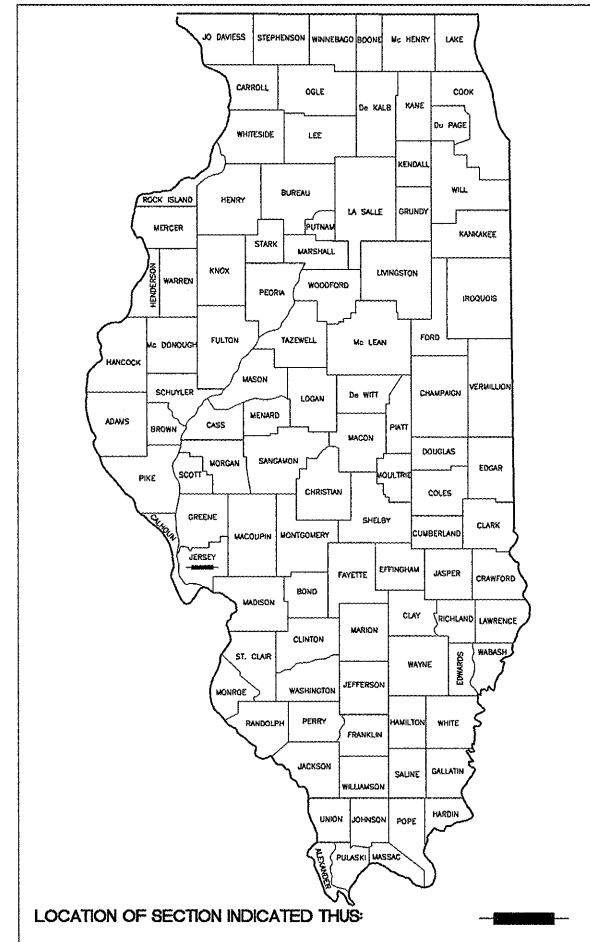 JO DAVIESS STEPHENSON WINNEBAGO BOONE Mc HENRY LAKE
CARROLL OGLE De KALB KANE COOK
Du PAGE
WHITESIDE LEE
KENDALL
WILL
ROCK ISLAND HENRY BUREAU LA SALLE GRUNDY
MERCER PUTNAM
KANKAKEE
STARK MARSHALL
HENDERSON WARREN KNOX PEORIA WOODFORD LIVINGSTON
IROQUOIS
HANCOCK Mc DONOUGH FULTON TAZEWELL Mc LEAN FORD
MASON
SCHUYLER LOGAN De WITT CHAMPAIGN VERMILLION
ADAMS BROWN CASS MENARD PIATT
MACON
DOUGLAS
PIKE SCOTT MORGAN SANGAMON MOULTRIE EDGAR
CHRISTIAN COLES
GREENE SHELBY
CALHOUN MACOUPIN MONTGOMERY CUMBERLAND CLARK
JERSEY
FAYETTE EFFINGHAM JASPER CRAWFORD
MADISON BOND
CLAY RICHLAND LAWRENCE
CLINTON MARION
WABASH
ST. CLAIR WAYNE EDWARDS
MONROE WASHINGTON JEFFERSON
RANDOLPH PERRY HAMILTON WHITE
FRANKLIN
JACKSON SALINE GALLATIN
WILLIAMSON
UNION JOHNSON POPE HARDIN
ALEXANDER PULASKI MASSAC
LOCATION OF SECTION INDICATED THUS: